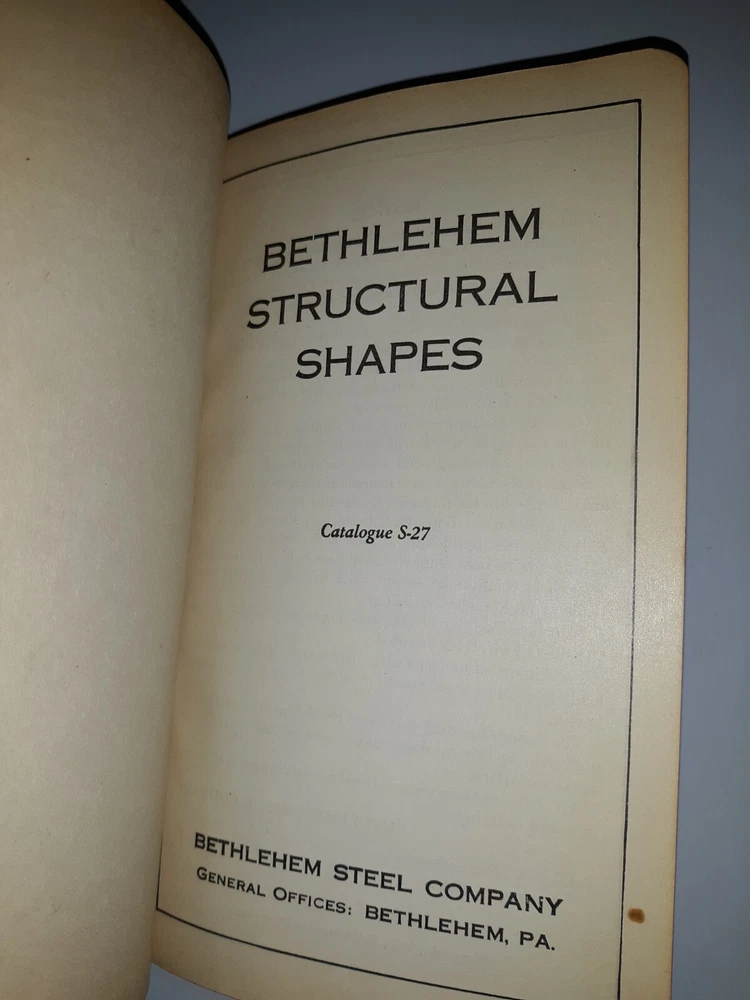 BETHLEHEM
STRUCTURAL
SHAPES
Catalogue S-27
BETHLEHEM STEEL COMPANY
GENERAL OFFICES: BETHLEHEM, PA.